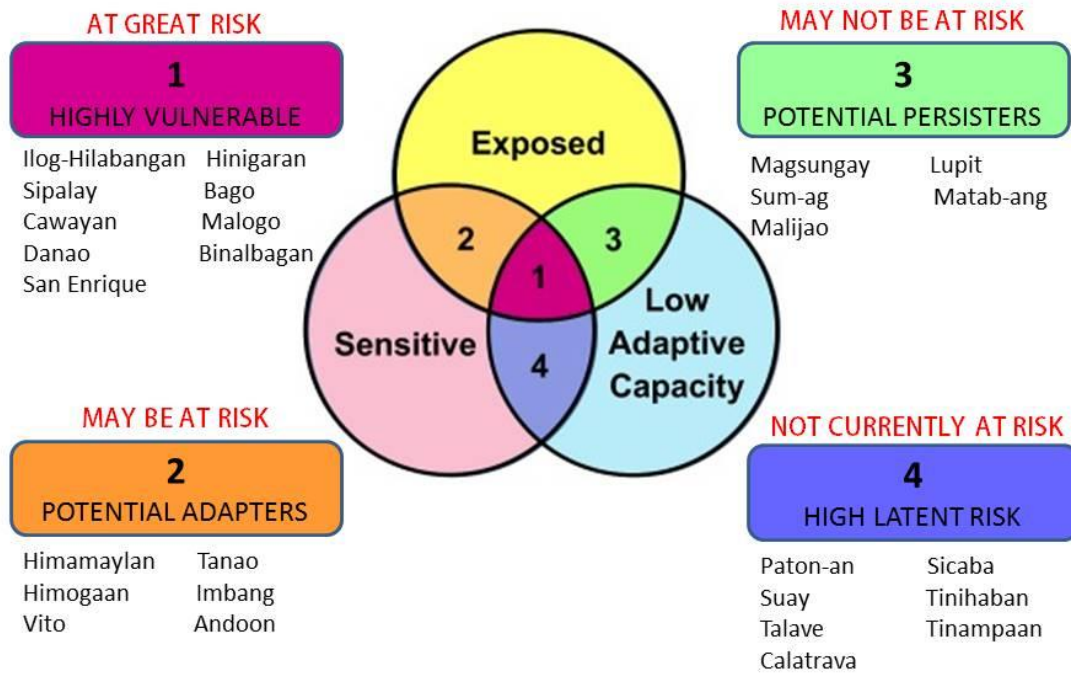 AT GREAT RISK
1
HIGHLY VULNERABLE
Ilog-Hilabangan Hinigaran
Sipalay Bago
Cawayan Malogo
Danao Binalbagan
San Enrique
MAY NOT BE AT RISK
3
POTENTIAL PERSISTERS
Magsungay Lupit
Sum-ag Matab-ang
Malijao
Exposed
2
3
1
Sensitive
Low
Adaptive
Capacity
4
MAY BE AT RISK
2
POTENTIAL ADAPTERS
Himamaylan Tanao
Himogaan Imbang
Vito Andoon
NOT CURRENTLY AT RISK
4
HIGH LATENT RISK
Paton-an Sicaba
Suay Tinihaban
Talave Tinampaan
Calatrava